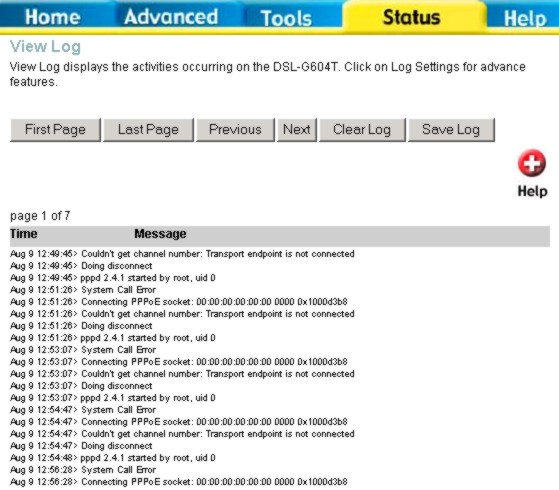 Home Advanced Tools Status Help
View Log
View Log displays the activities occurring on the DSL-G604T. Click on Log Settings for advance
features.
First Page Last Page Previous Next Clear Log Save Log
Help
page 1 of 7
Time Message
Aug 9 12:49:45> Couldn't get channel number: Transport endpoint is not connected
Aug 9 12:49:45> Doing disconnect
Aug 9 12:49:45> pppd 2.4.1 started by root, uid 0
Aug 9 12:51:26> System Call Error
Aug 9 12:51:26> Connecting PPPoE socket: 00:00:00:00:00:00 0000 0x1000d3b8
Aug 9 12:51:26> Couldn't get channel number: Transport endpoint is not connected
Aug 9 12:51:26> Doing disconnect
Aug 9 12:51:26> pppd 2.4.1 started by root, uid 0
Aug 9 12:53:07> System Call Error
Aug 9 12:53:07> Connecting PPPoE socket: 00:00:00:00:00:00 0000 0x1000d3b8
Aug 9 12:53:07> Couldn't get channel number: Transport endpoint is not connected
Aug 9 12:53:07> Doing disconnect
Aug 9 12:53:07> pppd 2.4.1 started by root, uid 0
Aug 9 12:54:47> System Call Error
Aug 9 12:54:47> Connecting PPPoE socket: 00:00:00:00:00:00 0000 0x1000d3b8
Aug 9 12:54:47> Couldn't get channel number: Transport endpoint is not connected
Aug 9 12:54:47> Doing disconnect
Aug 9 12:54:48> pppd 2.4.1 started by root, uid 0
Aug 9 12:56:28> System Call Error
Aug 9 12:56:28> Connecting PPPoE socket: 00:00:00:00:00:00 0000 0x1000d3b8